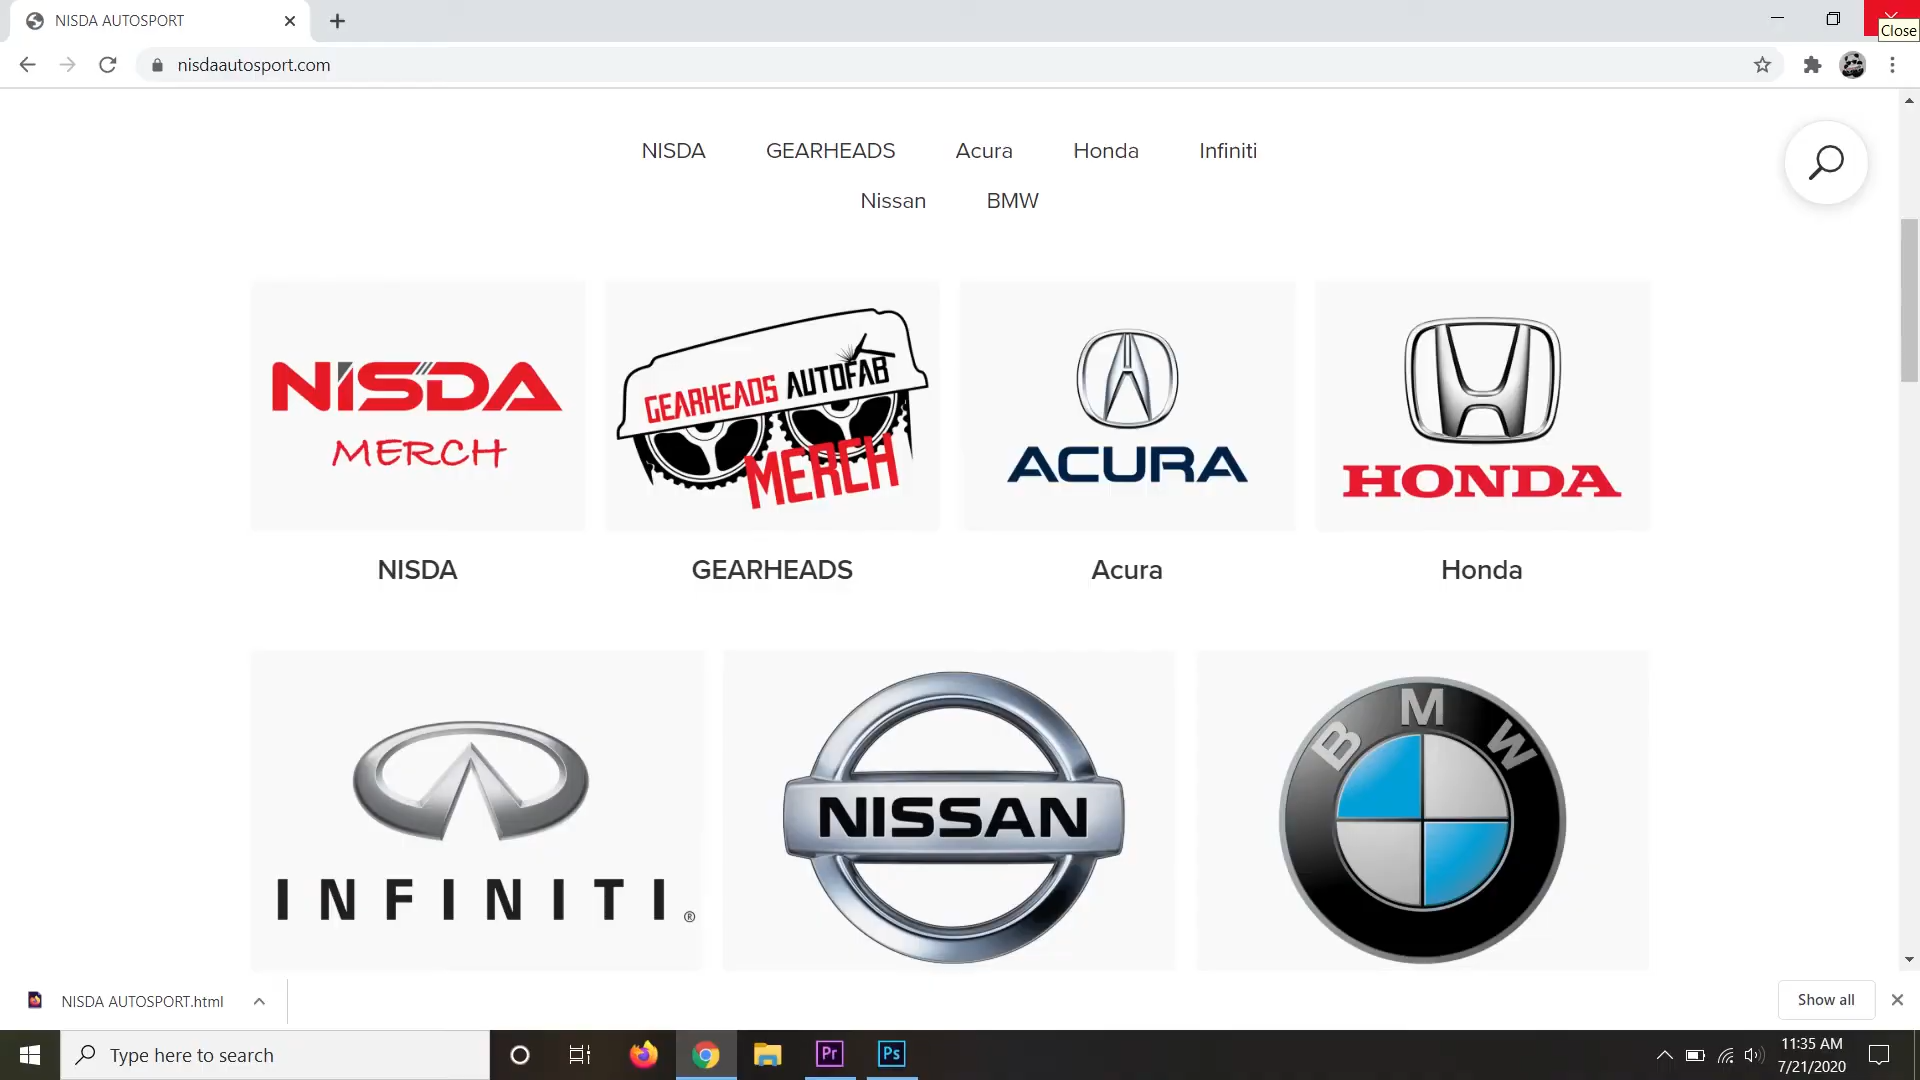 NISDA AUTOSPORT
Close
nisdaautosport.com
NISDA GEARHEADS Acura Honda Infiniti
Nissan BMW
NISDA
MERCH
GEARHEADS AUTOFAB
MERCH
ACURA
HONDA
NISDA GEARHEADS Acura Honda
INFINITI®
NISSAN
BMW
NISDA AUTOSPORT.html
Show all
Type here to search
Pr
Ps
11:35 AM
7/21/2020